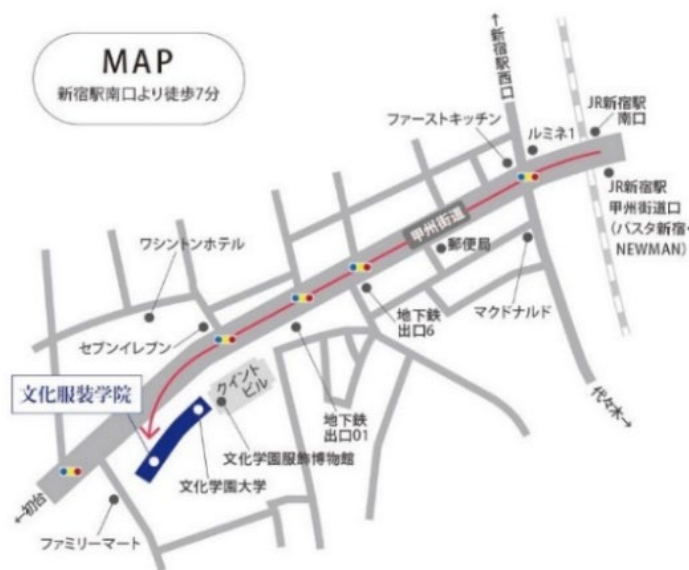 MAP
新宿駅南口より徒歩7分
←新宿駅西口
ファーストキッチン
ルミネ1
JR新宿駅
南口
JR新宿駅
甲州街道口
(バスタ新宿・
NEWMAN)
甲州街道
郵便局
ワシントンホテル
地下鉄
出口6
マクドナルド
セブンイレブン
クイント
ビル
文化服装学院
地下鉄
出口01
代々木→
文化学園服飾博物館
文化学園大学
←初台
ファミリーマート